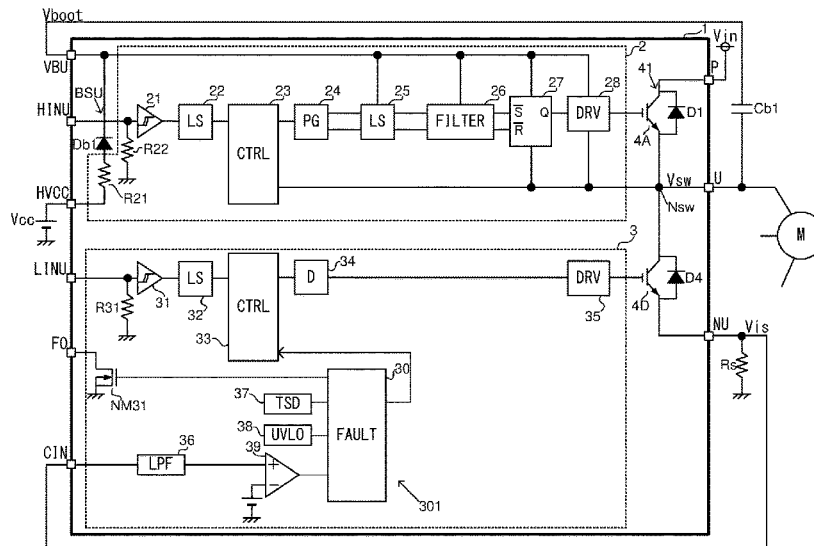 Vboot
1
Vin
VBU
2
P
BSU
21
22
23
24
25
26
27
28
41
HINU
LS
PG
LS
FILTER
S
R
Q
DRV
D1
Cb1
4A
Db1
R22
CTRL
R21
HVCC
Vsw
U
Nsw
Vcc
M
3
LINU
34
LS
CTRL
D
DRV
D4
R31
31
32
33
35
4D
NU
Vis
FO
30
Rs
NM31
37
TSD
38
UVLO
FAULT
CIN
36
39
LPF
+
−
301